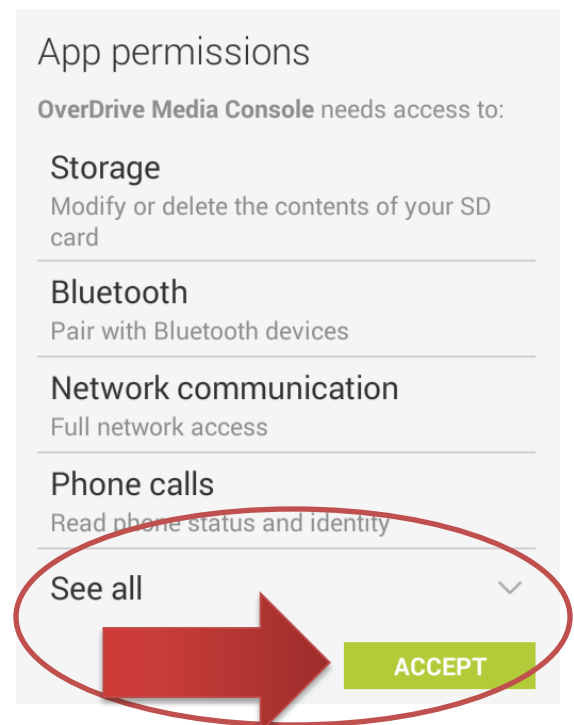 App permissions
OverDrive Media Console needs access to:
Storage
Modify or delete the contents of your SD
card
Bluetooth
Pair with Bluetooth devices
Network communication
Full network access
Phone calls
Read phone status and identity
See all
ACCEPT